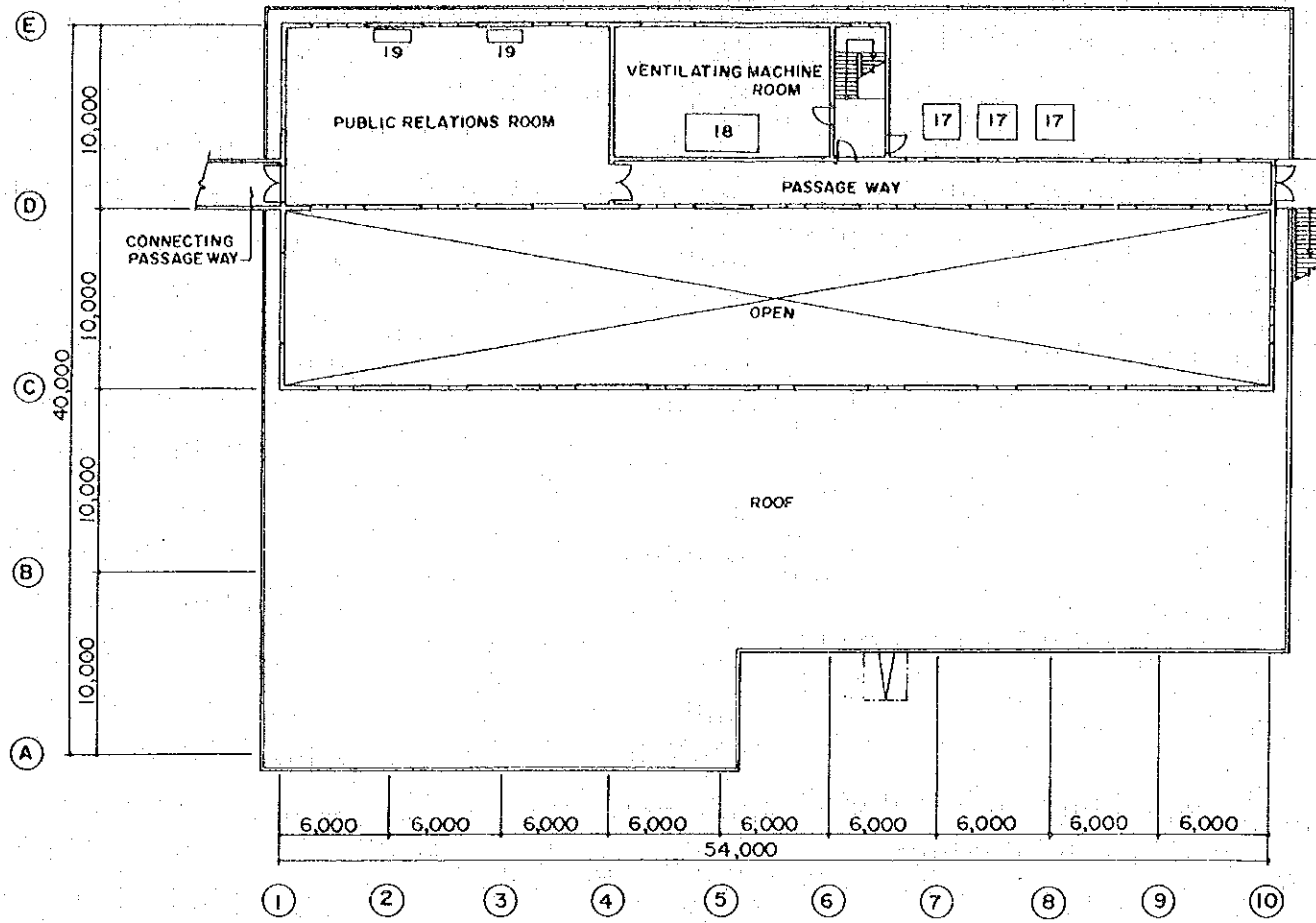 E
19
19
VENTILATING MACHINE
ROOM
PUBLIC RELATIONS ROOM
18
17
17
17
10,000
PASSAGE WAY
D
CONNECTING
PASSAGE WAY
10,000
OPEN
C
40,000
10,000
ROOF
B
10,000
A
6,000
6,000
6,000
6,000
6,000
6,000
6,000
6,000
6,000
54,000
1
2
3
4
5
6
7
8
9
10